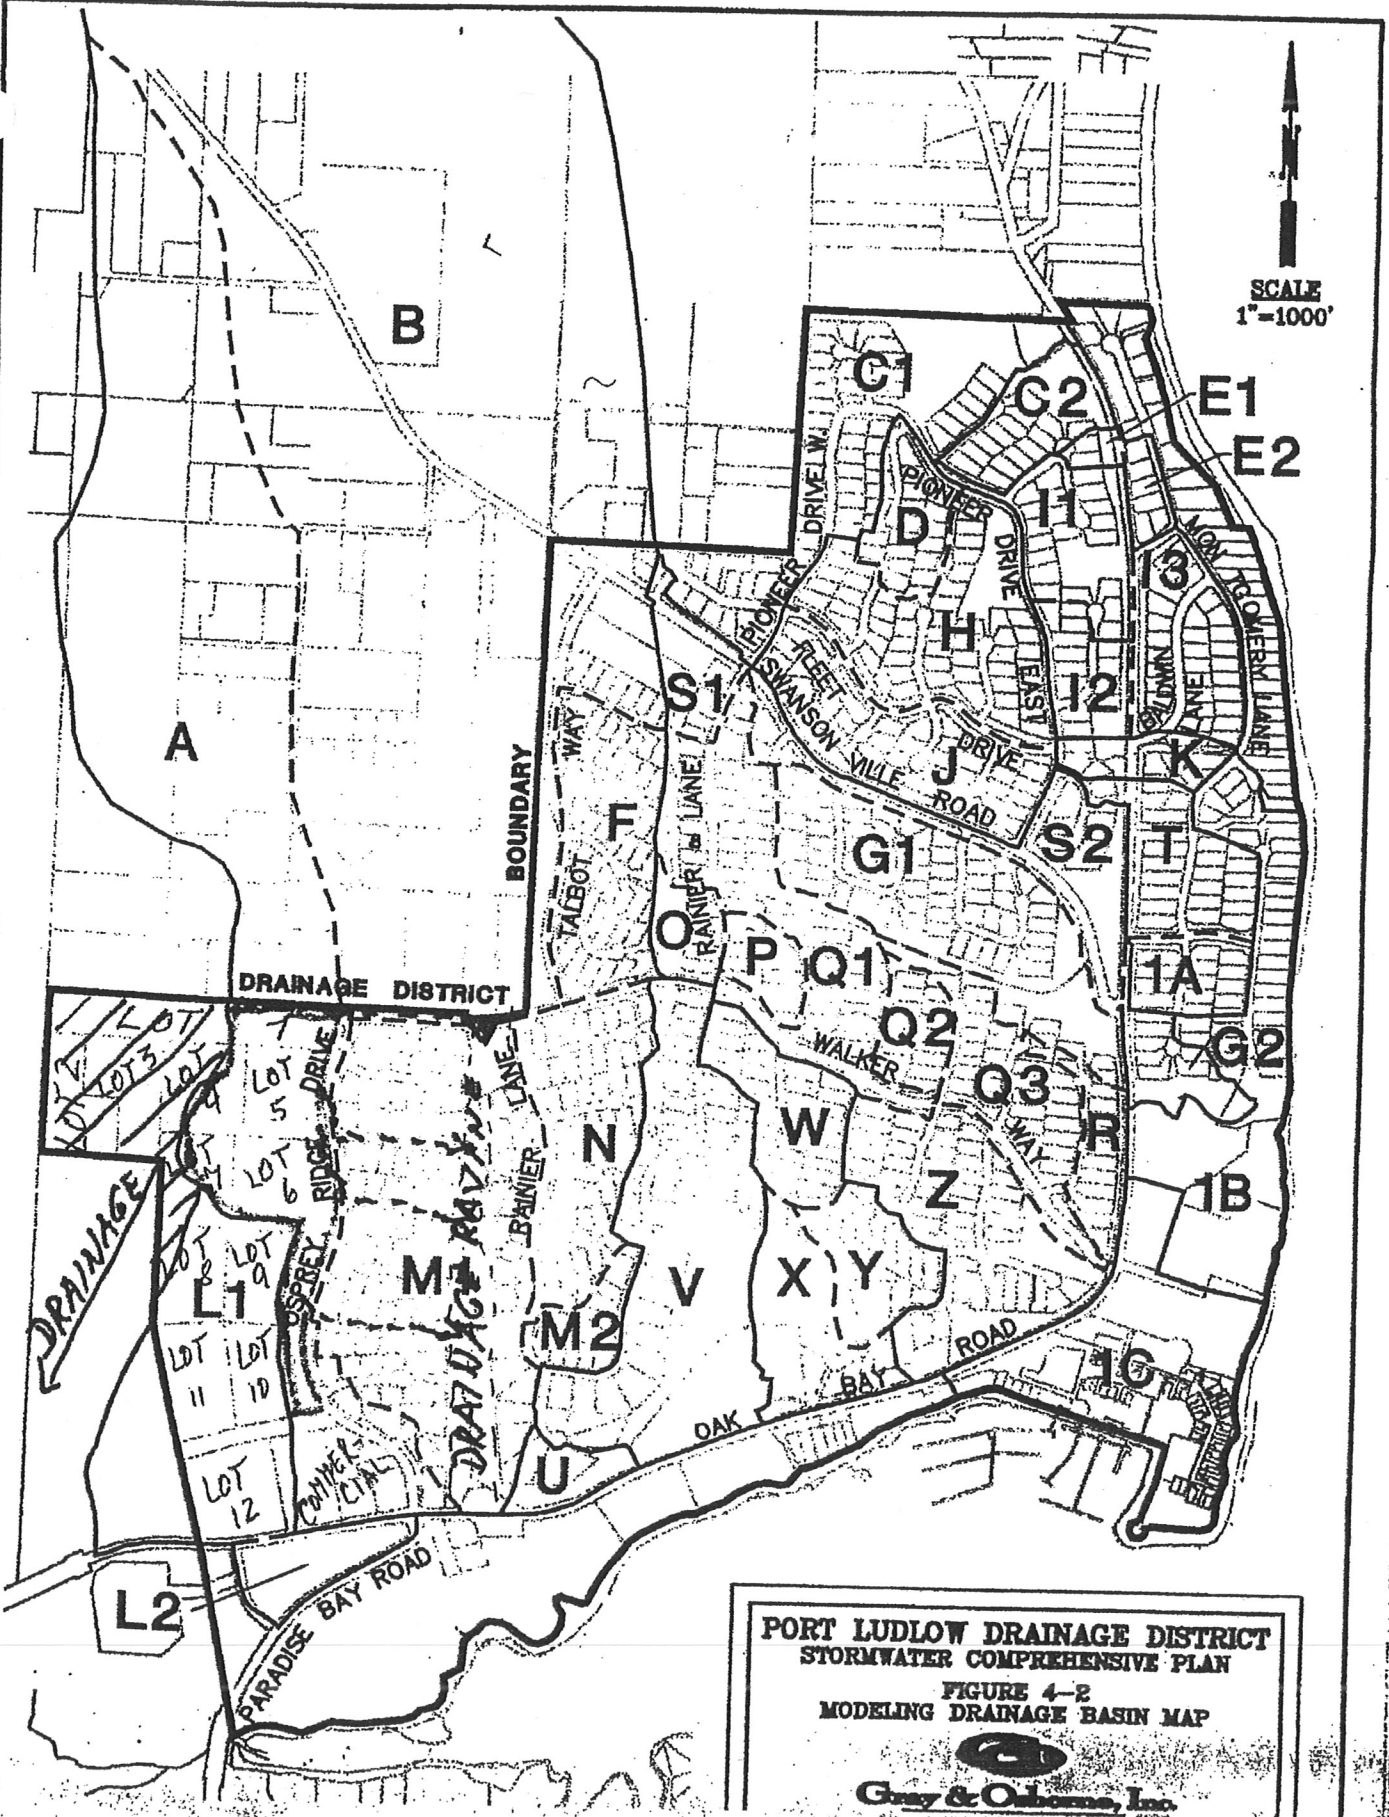 N
SCALE
1"=1000'
B
C1
C2
E1
E2
PIONEER
DRIVE W.
D
H
DRIVE
I3
MONTGOMERY LANE
PIONEER
H
FLEET
EAST
BALDWIN
LANE
S1
SWANSON
I2
A
WAY
DRIVE
K
VILLE
J
ROAD
BOUNDARY
F
RAINIER LANE
G1
S2
T
TALBOT
O
P
Q1
1A
DRAINAGE DISTRICT
Q2
G2
WALKER
LOT
LOT 3
LOT
4
LOT
5
RIDGE DRIVE
LANE
Q3
W
N
R
WAY
LOT
7
LOT
6
RAINIER
Z
1B
DRAINAGE
DRAINAGE RAVINE
LOT
8
LOT
9
L1
OSPREY
M1
V
X
Y
M2
LOT
11
LOT
10
ROAD
1C
BAY
OAK
LOT
12
COMMER-
CIAL
U
L2
PARADISE BAY ROAD
PORT LUDLOW DRAINAGE DISTRICT
STORMWATER COMPREHENSIVE PLAN
FIGURE 4-2
MODELING DRAINAGE BASIN MAP
Gray & Osborne, Inc.